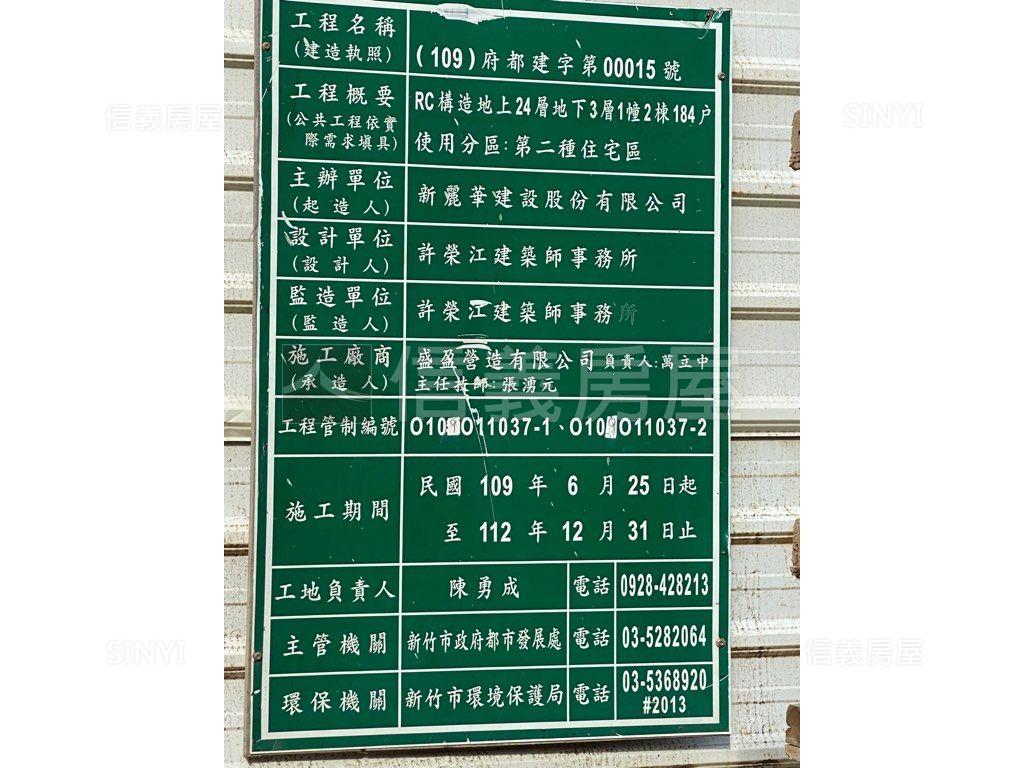 工程名稱
(建造執照)
(109)府都建字第00015號
工程概要
(公共工程依實
際需求填具)
RC構造地上24層地下3層1幢2棟184戶
使用分區:第二種住宅區
主辦單位
(起造人)
新麗華建設股份有限公司
設計單位
(設計人)
許榮江建築師事務所
監造單位
(監造人)
許榮江建築師事務所
施工廠商
(承造人)
盛盈營造有限公司 負責人:萬立中
主任技師:張湧元
工程管制編號
O109O11037-1、O109O11037-2
施工期間
民國 109 年 6 月 25 日起
至 112 年 12 月 31 日止
工地負責人
陳勇成
電話
0928-428213
主管機關
新竹市政府都市發展處
電話
03-5282064
環保機關
新竹市環境保護局
電話
03-5368920
#2013
信義房屋
SINYI
信義房屋
SINYI
信義房屋